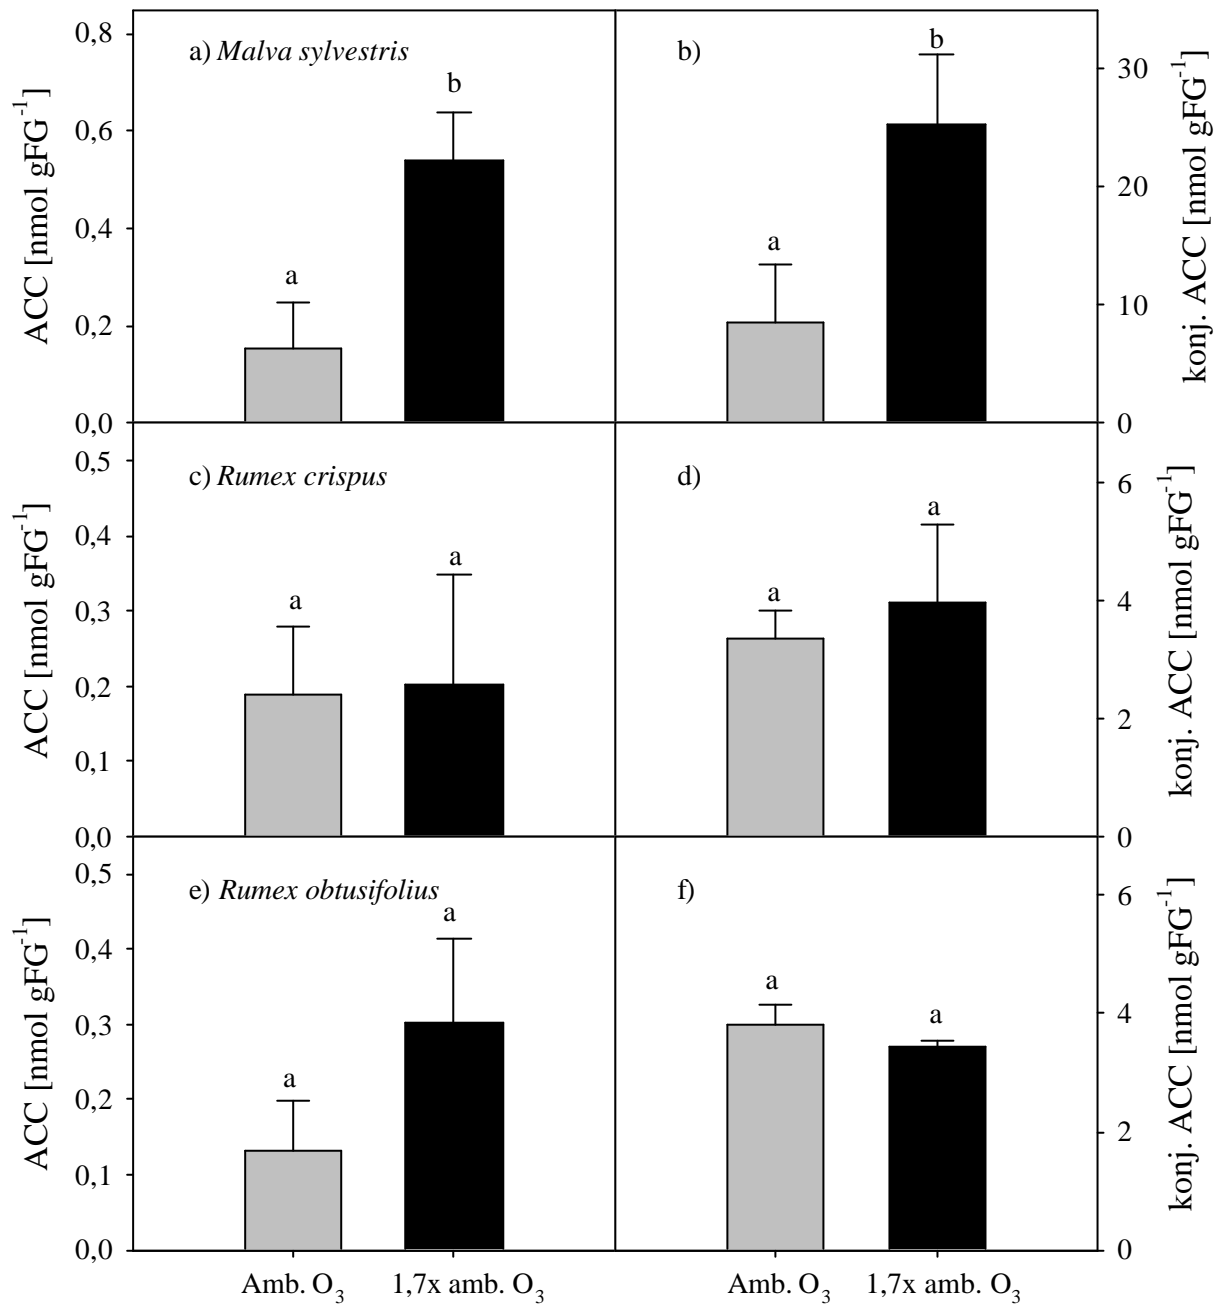 0,8
0,6
0,4
0,2
0,0
ACC [nmol gFG⁻¹]
a) Malva sylvestris
a
b
b)
a
b
30
20
10
0
konj. ACC [nmol gFG⁻¹]
0,5
0,4
0,3
0,2
0,1
0,0
ACC [nmol gFG⁻¹]
c) Rumex crispus
a
a
d)
a
a
6
4
2
0
konj. ACC [nmol gFG⁻¹]
0,5
0,4
0,3
0,2
0,1
0,0
ACC [nmol gFG⁻¹]
e) Rumex obtusifolius
a
a
f)
a
a
6
4
2
0
konj. ACC [nmol gFG⁻¹]
Amb. O₃ 1,7x amb. O₃ Amb. O₃ 1,7x amb. O₃